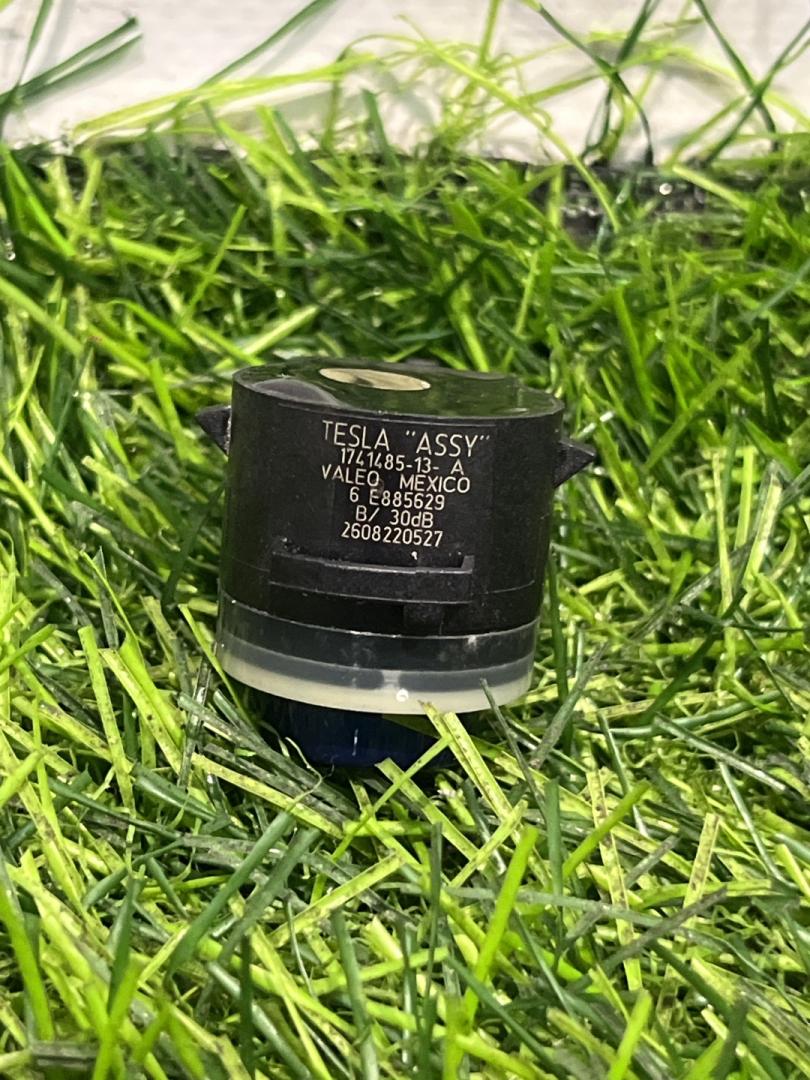 TESLA "ASSY"
1741485-13- A
VALEO MEXICO
6 E885629
B/ 30dB
2608220527